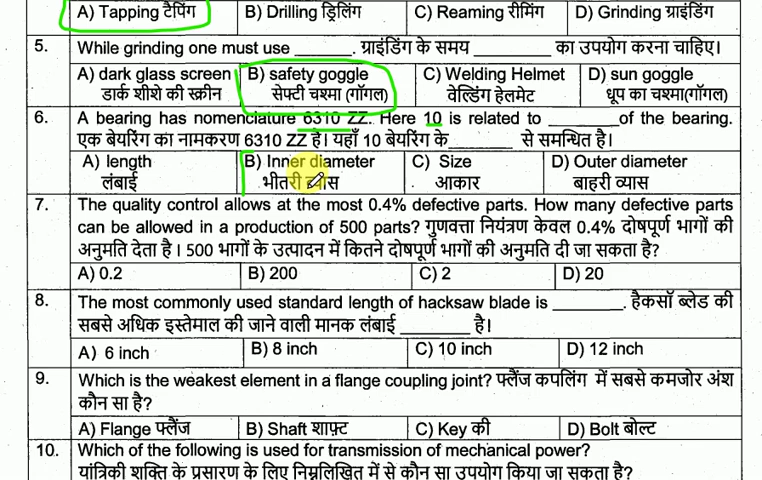 A) Tapping टैपिंग B) Drilling ड्रिलिंग C) Reaming रीमिंग D) Grinding ग्राइंडिंग
5. While grinding one must use _______. ग्राइंडिंग के समय _________ का उपयोग करना चाहिए।
A) dark glass screen B) safety goggle C) Welding Helmet D) sun goggle
डार्क शीशे की स्क्रीन सेफ्टी चश्मा (गॉगल) वेल्डिंग हेलमेट धूप का चश्मा(गॉगल)
6. A bearing has nomenclature 6310 ZZ. Here 10 is related to _______of the bearing.
एक बेयरिंग का नामकरण 6310 ZZ है। यहाँ 10 बेयरिंग के_______ से समन्धित है।
A) length B) Inner diameter C) Size D) Outer diameter
लंबाई भीतरी व्यास आकार बाहरी व्यास
7. The quality control allows at the most 0.4% defective parts. How many defective parts
can be allowed in a production of 500 parts? गुणवत्ता नियंत्रण केवल 0.4% दोषपूर्ण भागों की
अनुमति देता है। 500 भागों के उत्पादन में कितने दोषपूर्ण भागों की अनुमति दी जा सकता है?
A) 0.2 B) 200 C) 2 D) 20
8. The most commonly used standard length of hacksaw blade is ________. हैकसॉ ब्लेड की
सबसे अधिक इस्तेमाल की जाने वाली मानक लंबाई ________ है।
A) 6 inch B) 8 inch C) 10 inch D) 12 inch
9. Which is the weakest element in a flange coupling joint? फ्लैंज कपलिंग में सबसे कमजोर अंश
कौन सा है?
A) Flange फ्लैंज B) Shaft शाफ़्ट C) Key की D) Bolt बोल्ट
10. Which of the following is used for transmission of mechanical power?
यांत्रिकी शक्ति के प्रसारण के लिए निम्नलिखित में से कौन सा उपयोग किया जा सकता है?